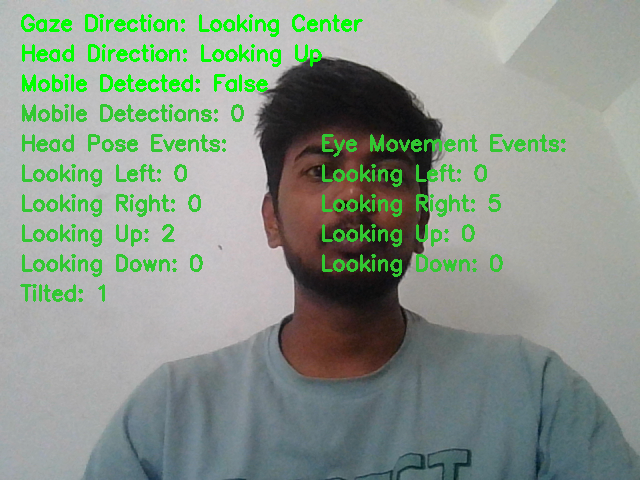 Gaze Direction: Looking Center
Head Direction: Looking Up
Mobile Detected: False
Mobile Detections: 0
Head Pose Events:
Looking Left: 0
Looking Right: 0
Looking Up: 2
Looking Down: 0
Tilted: 1
Eye Movement Events:
Looking Left: 0
Looking Right: 5
Looking Up: 0
Looking Down: 0